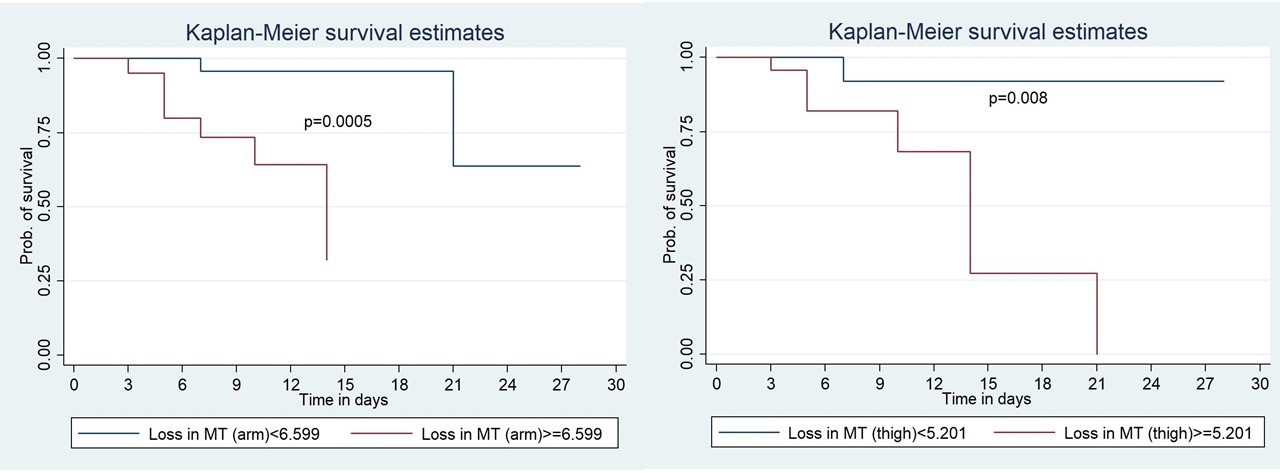 Kaplan-Meier survival estimates
Prob. of survival
1.00
0.75
0.50
0.25
0.00
p=0.0005
0 3 6 9 12 15 18 21 24 27 30
Time in days
Loss in MT (arm)<6.599 Loss in MT (arm)>=6.599
Kaplan-Meier survival estimates
Prob. of survival
1.00
0.75
0.50
0.25
0.00
p=0.008
0 3 6 9 12 15 18 21 24 27 30
Time in days
Loss in MT (thigh)<5.201 Loss in MT (thigh)>=5.201